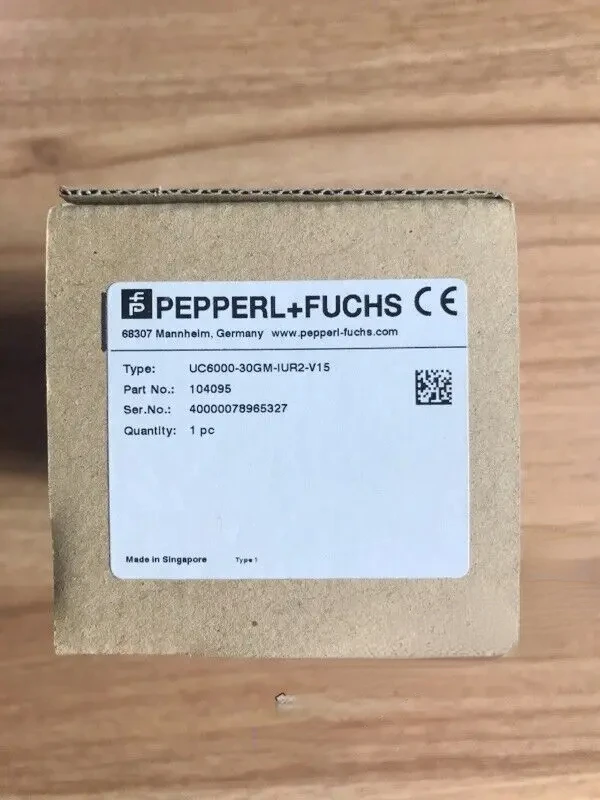 PEPPERL+FUCHS CE
68307 Mannheim, Germany www.pepperl-fuchs.com
Type: UC6000-30GM-IUR2-V15
Part No.: 104095
Ser.No.: 40000078965327
Quantity: 1 pc
Made in Singapore Type 1